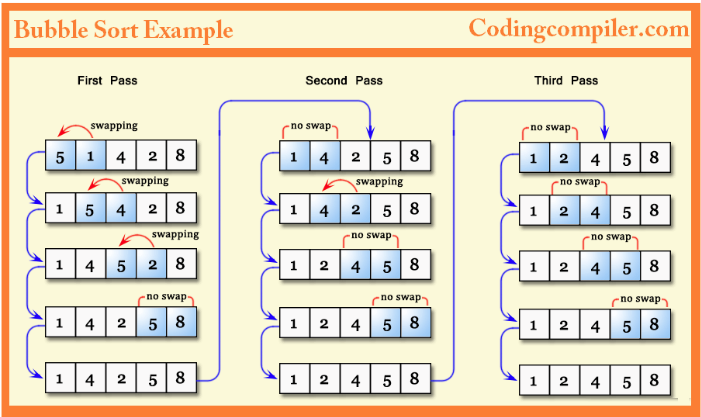 Bubble Sort Example
Codingcompiler.com
First Pass
swapping
5 1 4 2 8
swapping
1 5 4 2 8
swapping
1 4 5 2 8
no swap
1 4 2 5 8
1 4 2 5 8
Second Pass
no swap
1 4 2 5 8
swapping
1 4 2 5 8
no swap
1 2 4 5 8
no swap
1 2 4 5 8
1 2 4 5 8
Third Pass
no swap
1 2 4 5 8
no swap
1 2 4 5 8
no swap
1 2 4 5 8
no swap
1 2 4 5 8
1 2 4 5 8